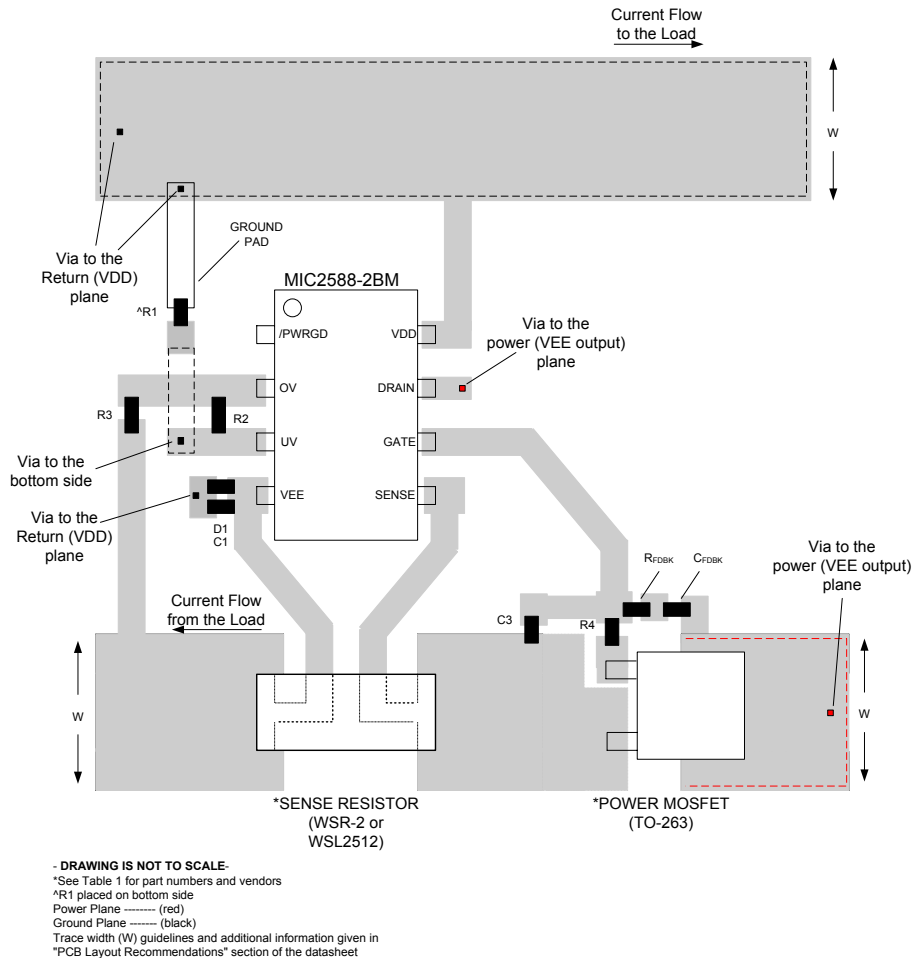 Current Flow
to the Load
W
Via to the
Return (VDD)
plane
GROUND
PAD
MIC2588-2BM
^R1
/PWRGD
VDD
Via to the
power (VEE output)
plane
OV
DRAIN
R3
R2
UV
GATE
Via to the
bottom side
VEE
SENSE
Via to the
Return (VDD)
plane
D1
C1
Via to the
power (VEE output)
plane
RFDBK
CFDBK
Current Flow
from the Load
C3
R4
W
W
*SENSE RESISTOR
(WSR-2 or
WSL2512)
*POWER MOSFET
(TO-263)
- DRAWING IS NOT TO SCALE-
*See Table 1 for part numbers and vendors
^R1 placed on bottom side
Power Plane -------- (red)
Ground Plane ------- (black)
Trace width (W) guidelines and additional information given in
"PCB Layout Recommendations" section of the datasheet